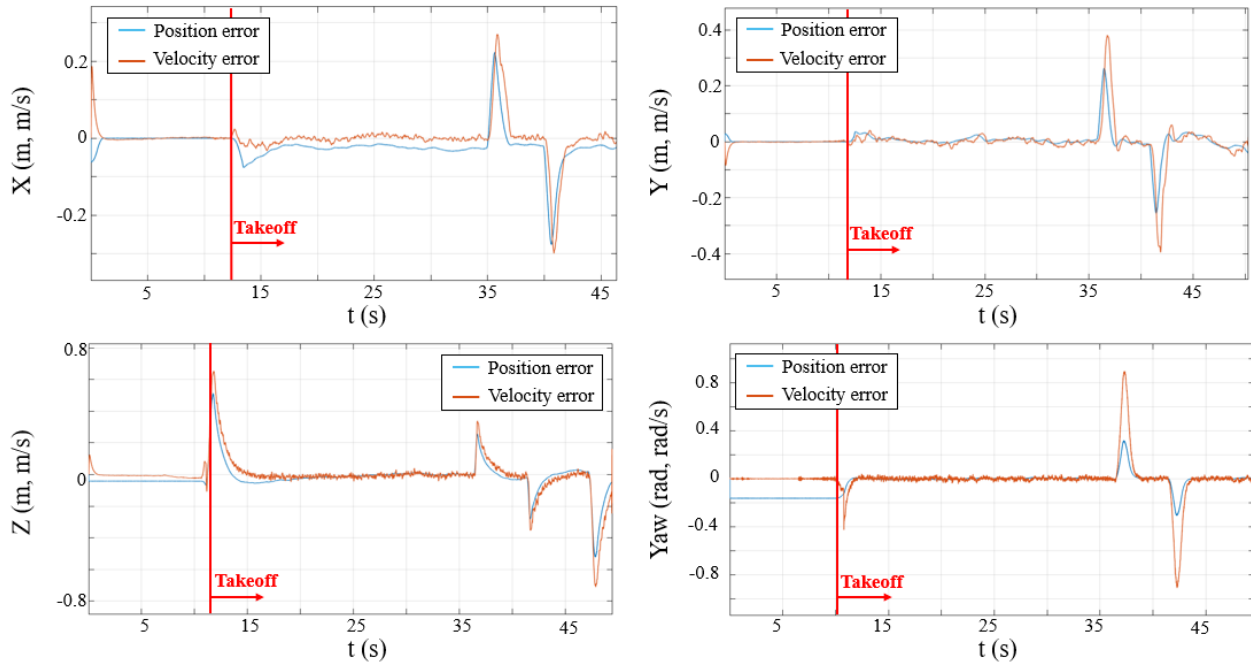 Position error
Velocity error
0.2
0
-0.2
X (m, m/s)
Takeoff
5
15
25
35
45
t (s)
Position error
Velocity error
0.4
0.2
0
-0.2
-0.4
Y (m, m/s)
Takeoff
5
15
25
35
45
t (s)
Position error
Velocity error
0.8
0
-0.8
Z (m, m/s)
Takeoff
5
15
25
35
45
t (s)
Position error
Velocity error
0.8
0.4
0
-0.4
-0.8
Yaw (rad, rad/s)
Takeoff
5
15
25
35
45
t (s)